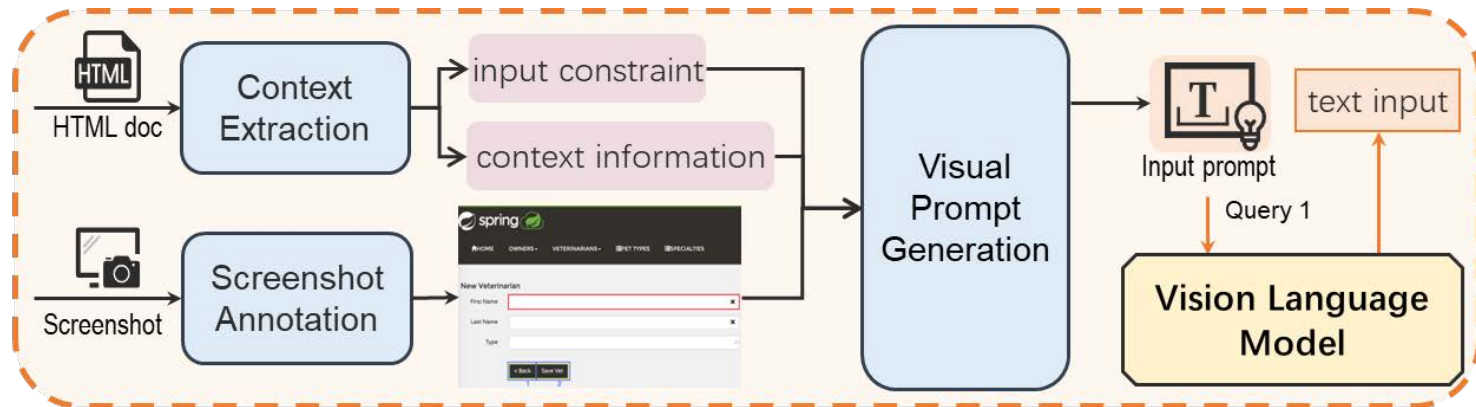 HTML
HTML doc
Context
Extraction
input constraint
context information
Screenshot
Screenshot
Annotation
spring
HOME OWNERS VETERINARIANS PET TYPES SPECIALTIES
New Veterinarian
First Name
Last Name
Type
< Back Save Vet
1 2
Visual
Prompt
Generation
T
Input prompt
text input
Query 1
Vision Language
Model